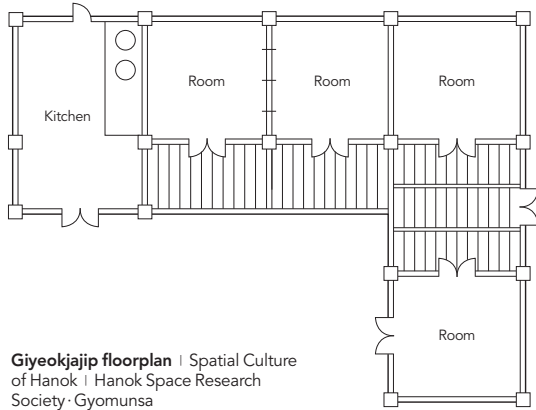 Kitchen
Room
Room
Room
Room
Giyeokjajip floorplan | Spatial Culture
of Hanok | Hanok Space Research
Society · Gyomunsa